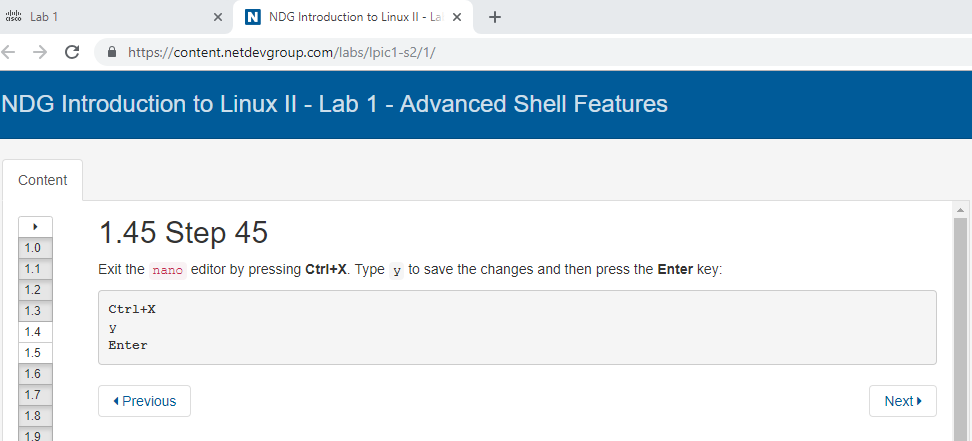 cisco Lab 1
N NDG Introduction to Linux II - La
https://content.netdevgroup.com/labs/lpic1-s2/1/
NDG Introduction to Linux II - Lab 1 - Advanced Shell Features
Content
1.0
1.1
1.2
1.3
1.4
1.5
1.6
1.7
1.8
1.9
1.45 Step 45
Exit the nano editor by pressing Ctrl+X. Type y to save the changes and then press the Enter key:
Ctrl+X
y
Enter
Previous
Next